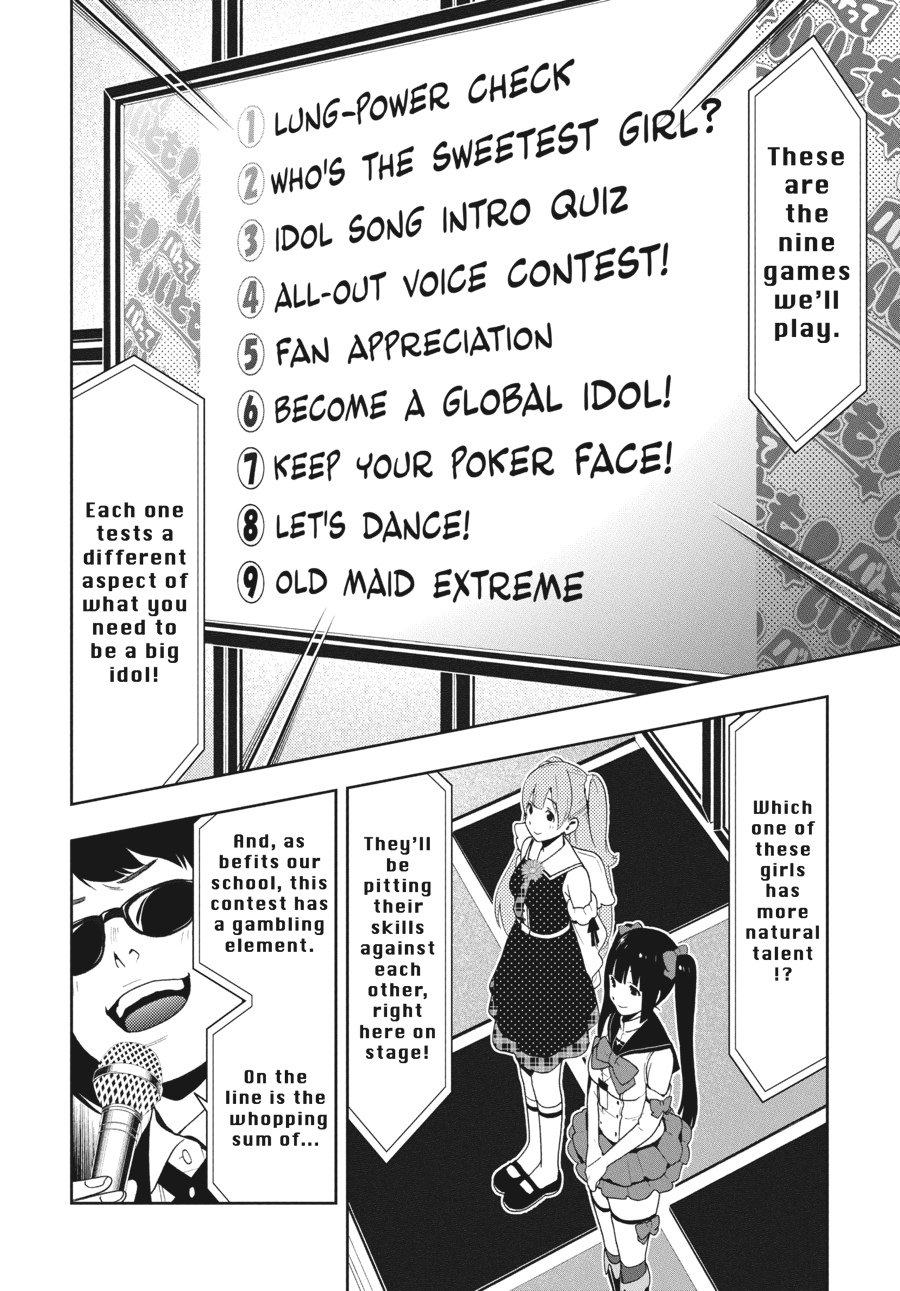 These
are
the
nine
games
we'll
play.
1 LUNG-POWER CHECK
2 WHO'S THE SWEETEST GIRL?
3 IDOL SONG INTRO QUIZ
4 ALL-OUT VOICE CONTEST!
5 FAN APPRECIATION
6 BECOME A GLOBAL IDOL!
7 KEEP YOUR POKER FACE!
8 LET'S DANCE!
9 OLD MAID EXTREME
Each one
tests a
different
aspect of
what you
need to
be a big
idol!
Which
one of
these
girls
has
more
natural
talent
!?
They'll
be
pitting
their
skills
against
each
other,
right
here on
stage!
And, as
befits our
school, this
contest has
a gambling
element.
On the
line is the
whopping
sum of...